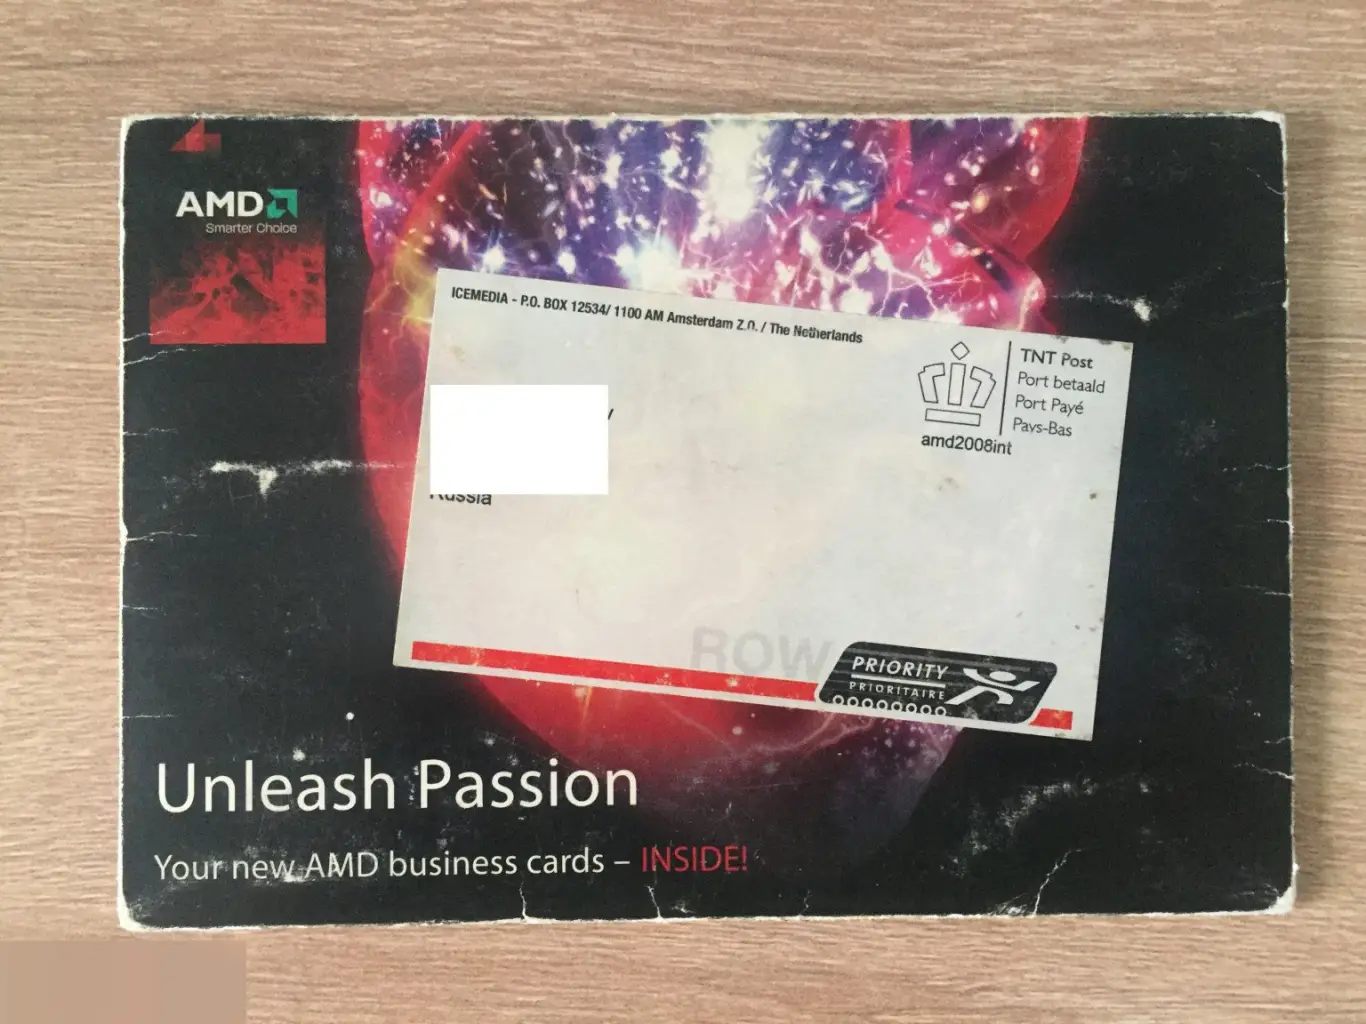 AMD
Smarter Choice
ICEMEDIA - P.O. BOX 12534/ 1100 AM Amsterdam Z.O. / The Netherlands
TNT Post
Port betaald
Port Payé
Pays-Bas
amd2008int
Russia
ROW
PRIORITY
PRIORITAIRE
Unleash Passion
Your new AMD business cards – INSIDE!